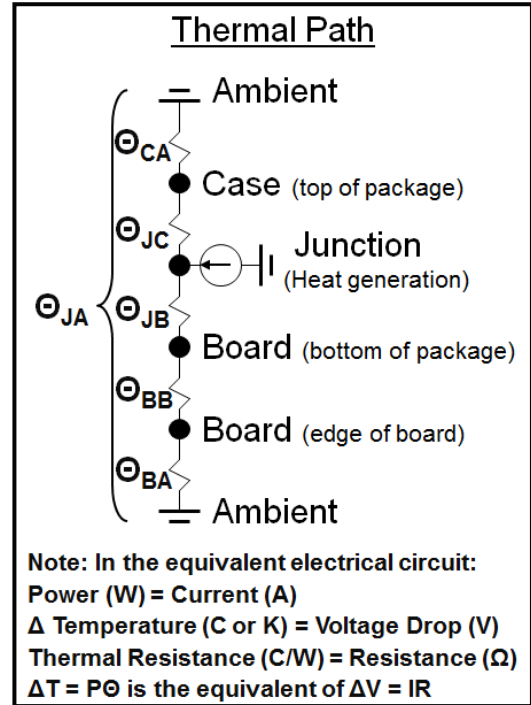 Thermal Path
Ambient
ΘCA
Case (top of package)
ΘJC
Junction
(Heat generation)
ΘJA
ΘJB
Board (bottom of package)
ΘBB
Board (edge of board)
ΘBA
Ambient
Note: In the equivalent electrical circuit:
Power (W) = Current (A)
Δ Temperature (C or K) = Voltage Drop (V)
Thermal Resistance (C/W) = Resistance (Ω)
ΔT = PΘ is the equivalent of ΔV = IR